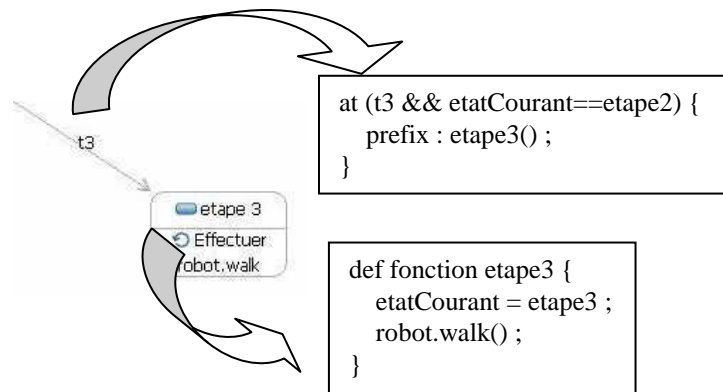 at (t3 && etatCourant==etape2) {
prefix : etape3() ;
}
t3
etape 3
Effectuer
robot.walk
def fonction etape3 {
etatCourant = etape3 ;
robot.walk() ;
}